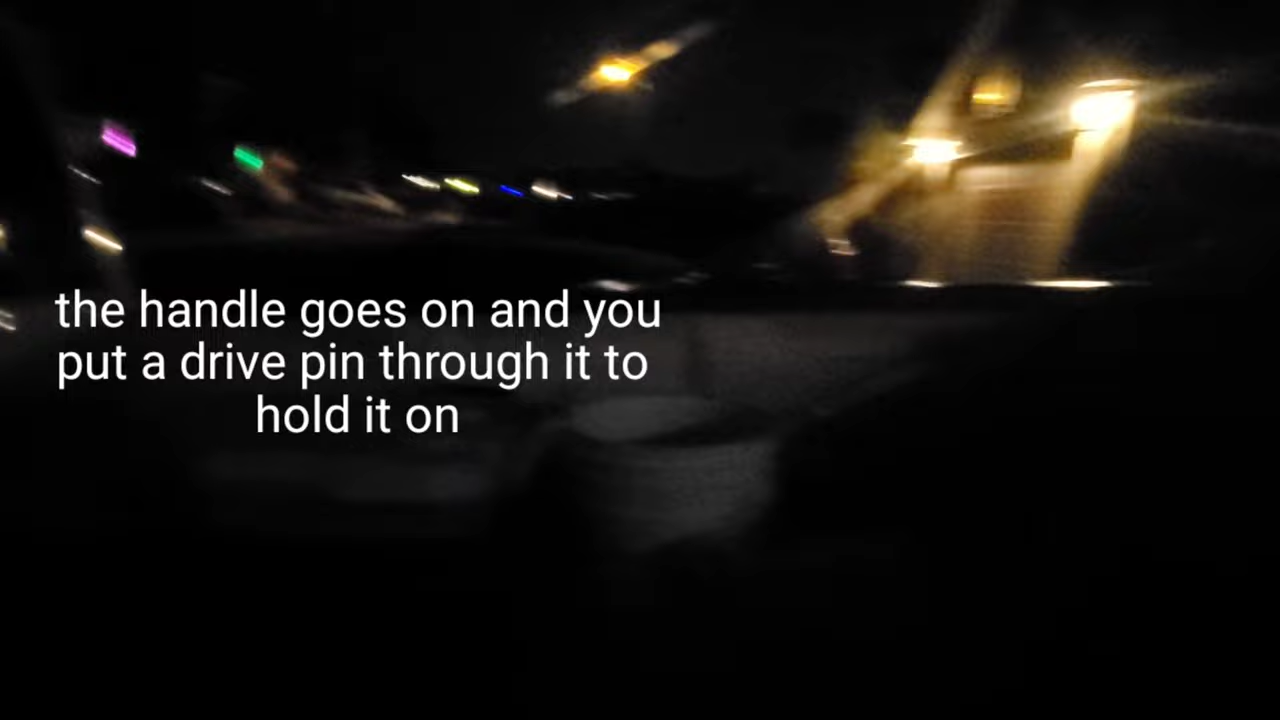 the handle goes on and you
put a drive pin through it to
hold it on